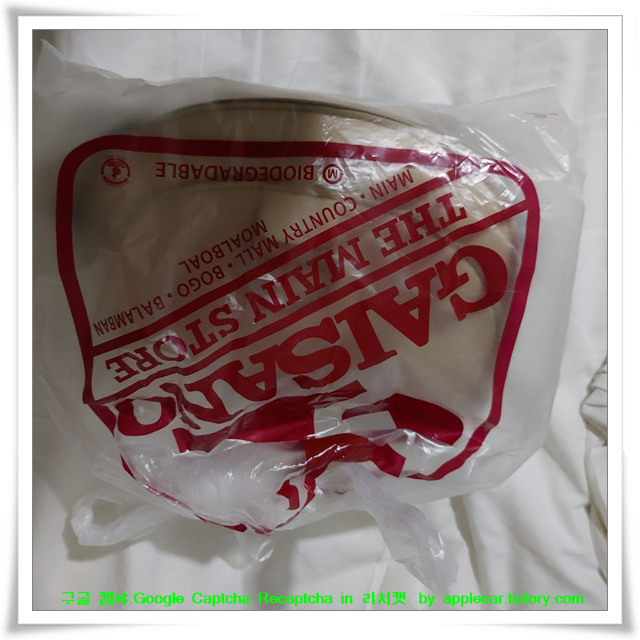 GAISANO
THE MAIN STORE
MAIN • COUNTRY MALL • BOGO • BALAMBAN
MOALBOAL
M BIODEGRADABLE
구글 캡챠:Google Captcha Recaptcha in 리치캣. by applecar.tistory.com